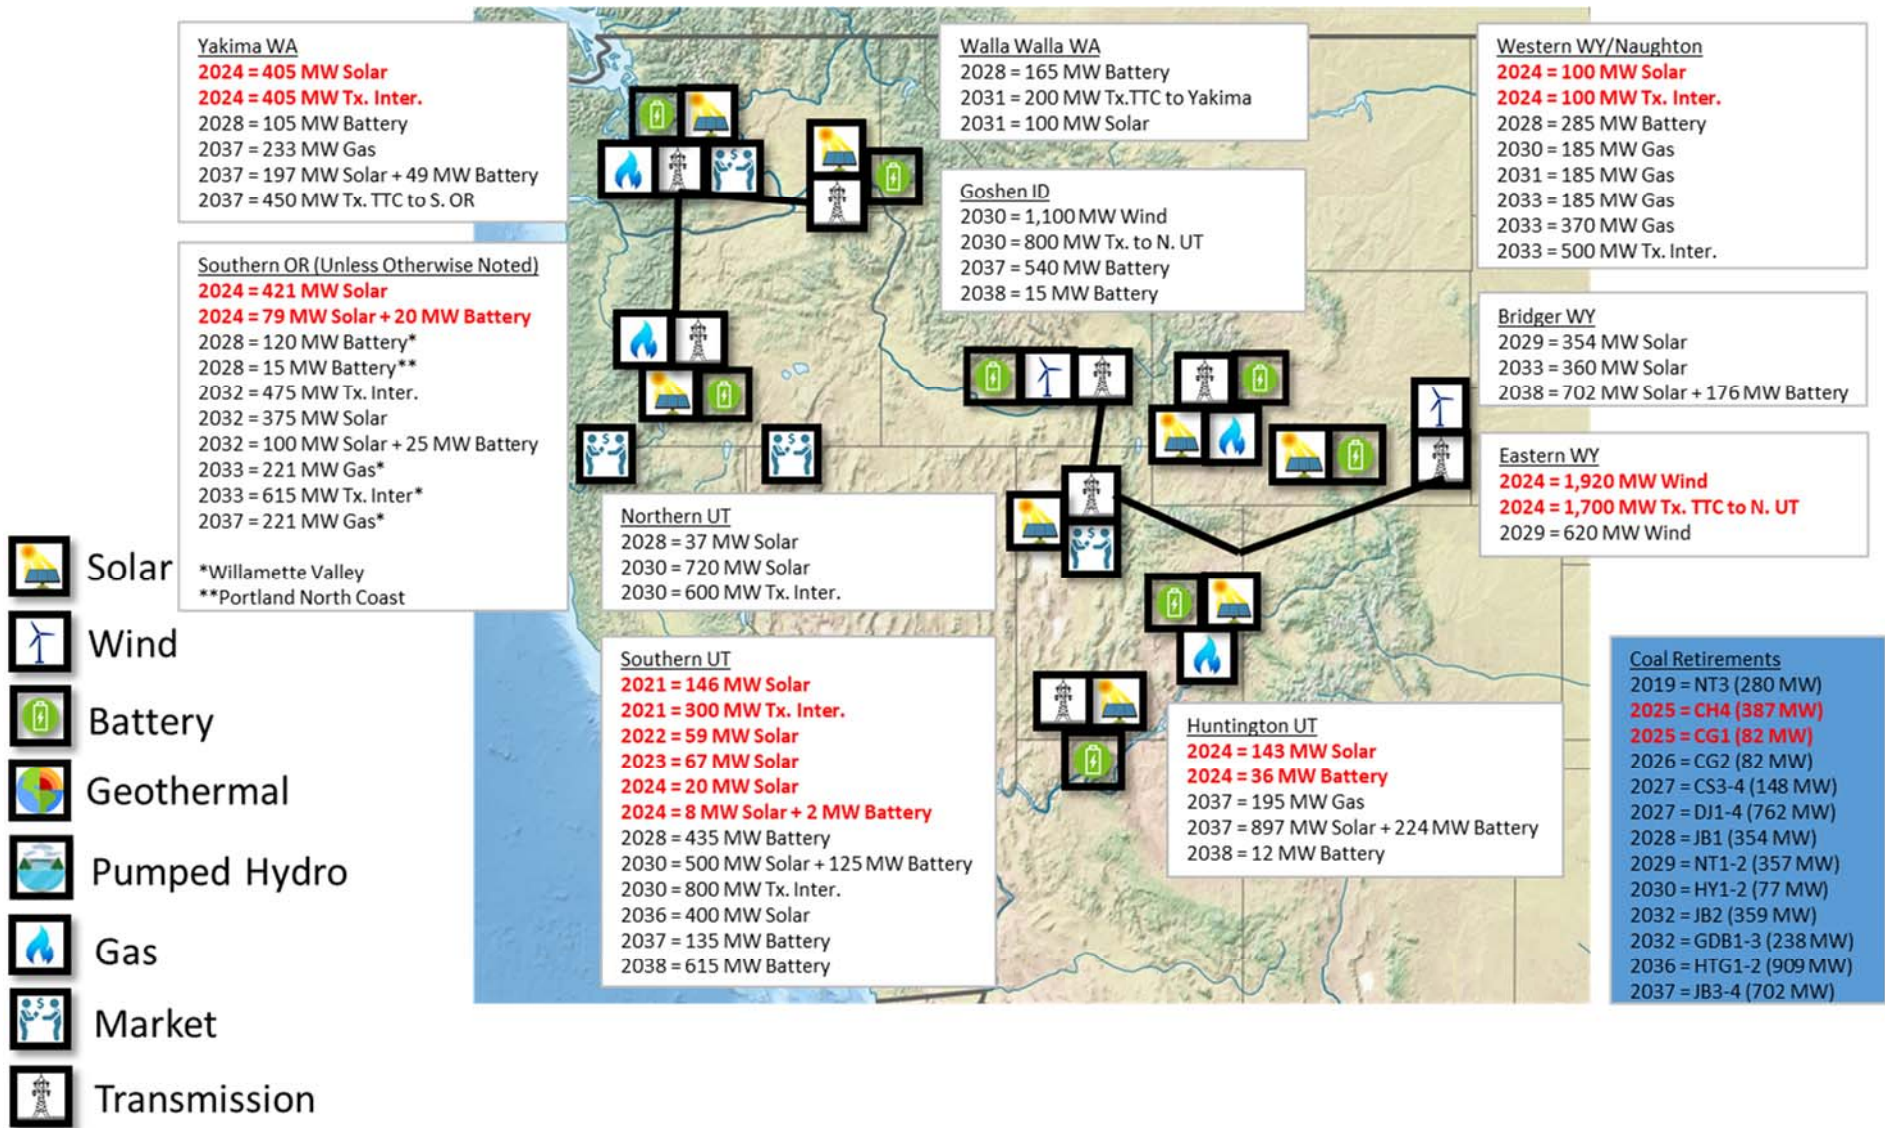 Yakima WA
2024 = 405 MW Solar
2024 = 405 MW Tx. Inter.
2028 = 105 MW Battery
2037 = 233 MW Gas
2037 = 197 MW Solar + 49 MW Battery
2037 = 450 MW Tx. TTC to S. OR
Walla Walla WA
2028 = 165 MW Battery
2031 = 200 MW Tx.TTC to Yakima
2031 = 100 MW Solar
Western WY/Naughton
2024 = 100 MW Solar
2024 = 100 MW Tx. Inter.
2028 = 285 MW Battery
2030 = 185 MW Gas
2031 = 185 MW Gas
2033 = 185 MW Gas
2033 = 370 MW Gas
2033 = 500 MW Tx. Inter.
Goshen ID
2030 = 1,100 MW Wind
2030 = 800 MW Tx. to N. UT
2037 = 540 MW Battery
2038 = 15 MW Battery
Southern OR (Unless Otherwise Noted)
2024 = 421 MW Solar
2024 = 79 MW Solar + 20 MW Battery
2028 = 120 MW Battery*
2028 = 15 MW Battery**
2032 = 475 MW Tx. Inter.
2032 = 375 MW Solar
2032 = 100 MW Solar + 25 MW Battery
2033 = 221 MW Gas*
2033 = 615 MW Tx. Inter*
2037 = 221 MW Gas*
*Willamette Valley
**Portland North Coast
Bridger WY
2029 = 354 MW Solar
2033 = 360 MW Solar
2038 = 702 MW Solar + 176 MW Battery
Eastern WY
2024 = 1,920 MW Wind
2024 = 1,700 MW Tx. TTC to N. UT
2029 = 620 MW Wind
Northern UT
2028 = 37 MW Solar
2030 = 720 MW Solar
2030 = 600 MW Tx. Inter.
Southern UT
2021 = 146 MW Solar
2021 = 300 MW Tx. Inter.
2022 = 59 MW Solar
2023 = 67 MW Solar
2024 = 20 MW Solar
2024 = 8 MW Solar + 2 MW Battery
2028 = 435 MW Battery
2030 = 500 MW Solar + 125 MW Battery
2030 = 800 MW Tx. Inter.
2036 = 400 MW Solar
2037 = 135 MW Battery
2038 = 615 MW Battery
Huntington UT
2024 = 143 MW Solar
2024 = 36 MW Battery
2037 = 195 MW Gas
2037 = 897 MW Solar + 224 MW Battery
2038 = 12 MW Battery
Coal Retirements
2019 = NT3 (280 MW)
2025 = CH4 (387 MW)
2025 = CG1 (82 MW)
2026 = CG2 (82 MW)
2027 = CS3-4 (148 MW)
2027 = DJ1-4 (762 MW)
2028 = JB1 (354 MW)
2029 = NT1-2 (357 MW)
2030 = HY1-2 (77 MW)
2032 = JB2 (359 MW)
2032 = GDB1-3 (238 MW)
2036 = HTG1-2 (909 MW)
2037 = JB3-4 (702 MW)
Solar
Wind
Battery
Geothermal
Pumped Hydro
Gas
Market
Transmission